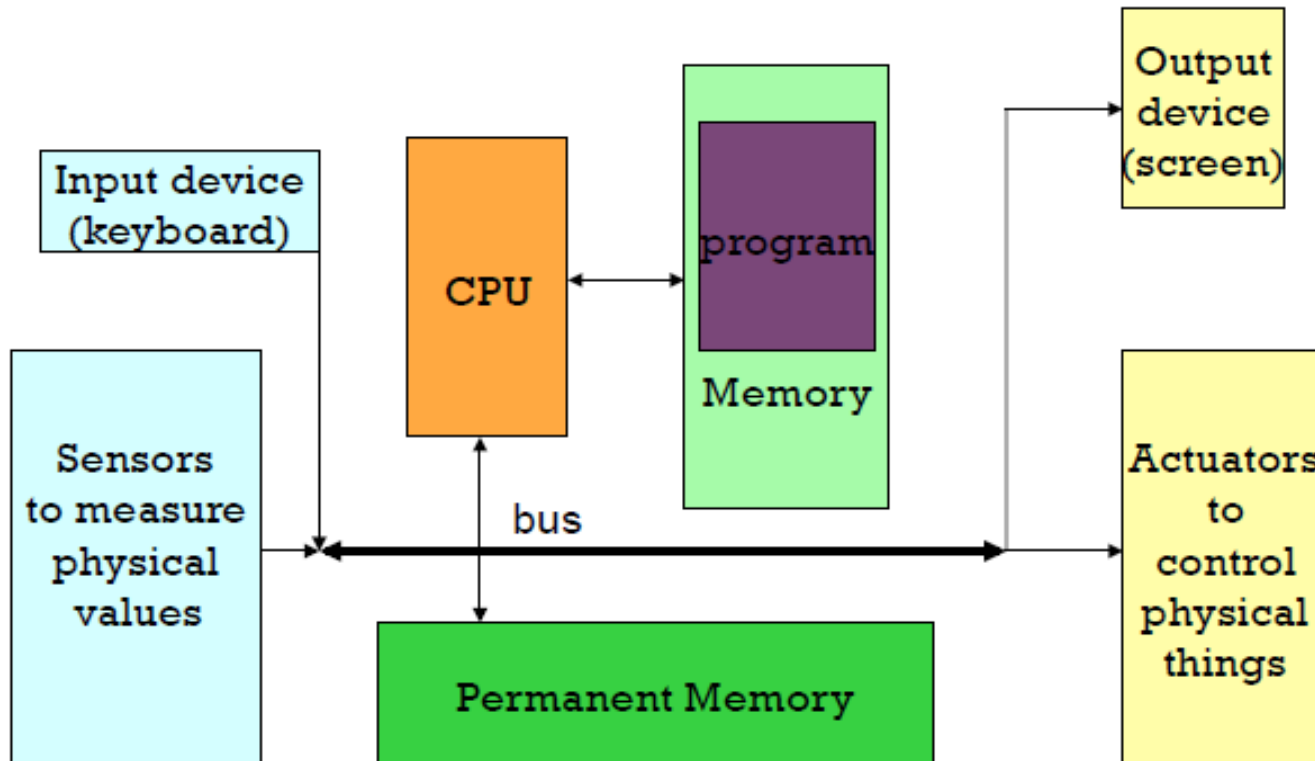 Input device
(keyboard)
Sensors
to measure
physical
values
CPU
program
Memory
bus
Permanent Memory
Output
device
(screen)
Actuators
to
control
physical
things